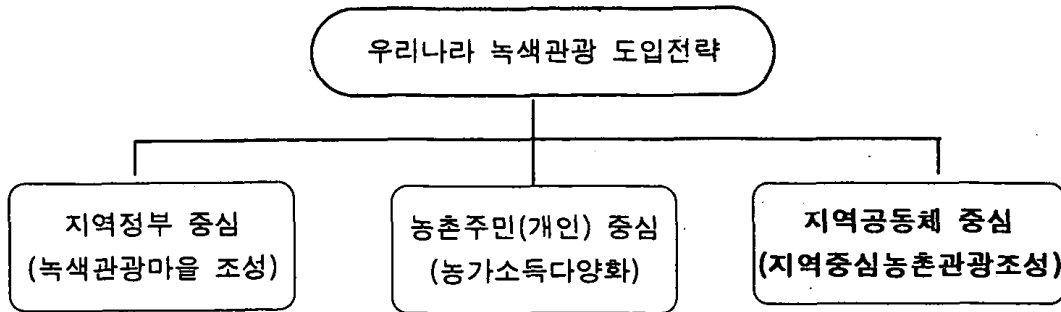 우리나라 녹색관광 도입전략
지역정부 중심
(녹색관광마을 조성)
농촌주민(개인) 중심
(농가소득다양화)
지역공동체 중심
(지역중심농촌관광조성)